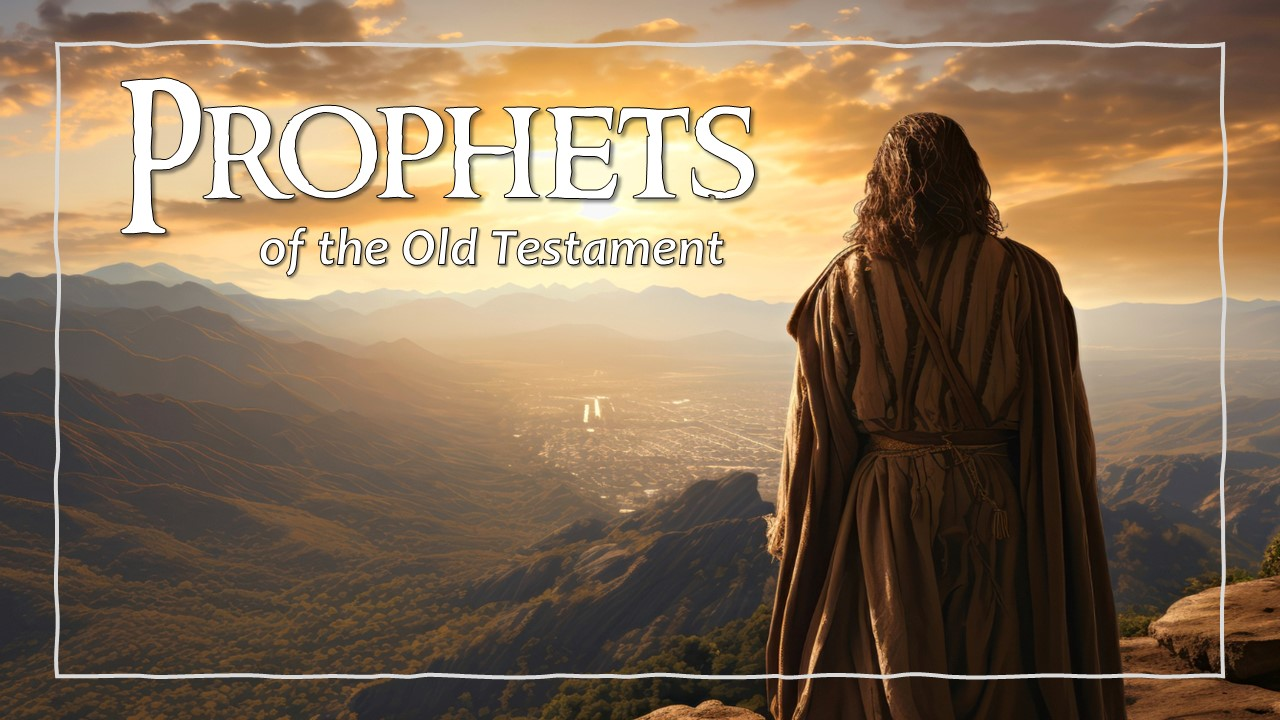 Prophets
of the Old Testament